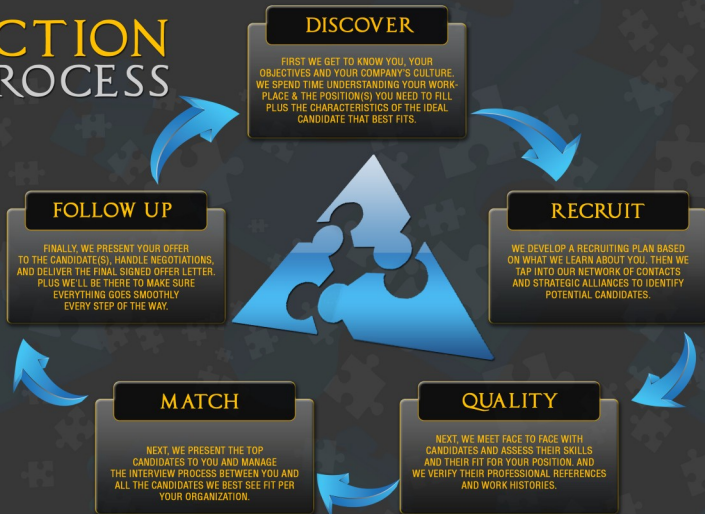 CTION
ROCESS
DISCOVER
FIRST WE GET TO KNOW YOU, YOUR
OBJECTIVES AND YOUR COMPANY'S CULTURE.
WE SPEND TIME UNDERSTANDING YOUR WORK-
PLACE & THE POSITION(S) YOU NEED TO FILL
PLUS THE CHARACTERISTICS OF THE IDEAL
CANDIDATE THAT BEST FITS.
RECRUIT
WE DEVELOP A RECRUITING PLAN BASED
ON WHAT WE LEARN ABOUT YOU. THEN WE
TAP INTO OUR NETWORK OF CONTACTS
AND STRATEGIC ALLIANCES TO IDENTIFY
POTENTIAL CANDIDATES.
QUALITY
NEXT, WE MEET FACE TO FACE WITH
CANDIDATES AND ASSESS THEIR SKILLS
AND THEIR FIT FOR YOUR POSITION. AND
WE VERIFY THEIR PROFESSIONAL REFERENCES
AND WORK HISTORIES.
MATCH
NEXT, WE PRESENT THE TOP
CANDIDATES TO YOU AND MANAGE
THE INTERVIEW PROCESS BETWEEN YOU AND
ALL THE CANDIDATES WE BEST SEE FIT PER
YOUR ORGANIZATION.
FOLLOW UP
FINALLY, WE PRESENT YOUR OFFER
TO THE CANDIDATE(S), HANDLE NEGOTIATIONS,
AND DELIVER THE FINAL SIGNED OFFER LETTER.
PLUS WE'LL BE THERE TO MAKE SURE
EVERYTHING GOES SMOOTHLY
EVERY STEP OF THE WAY.